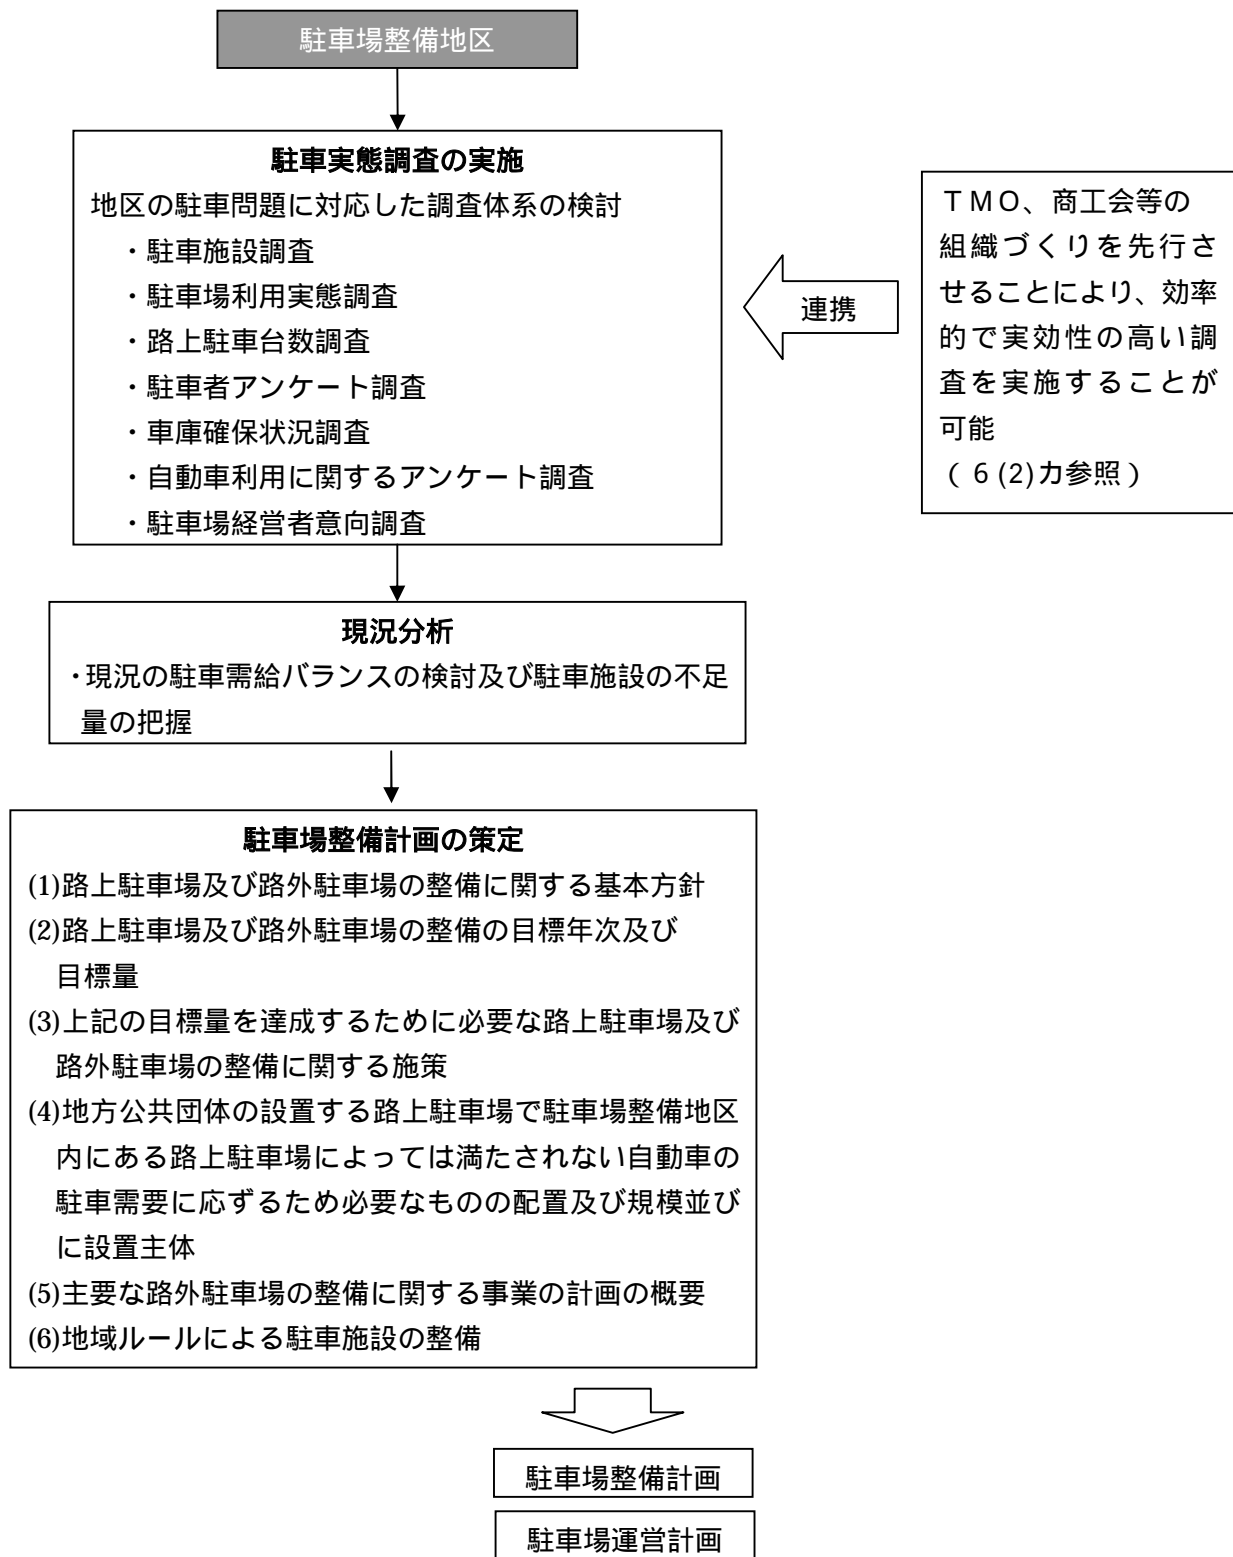 駐車場整備地区
駐車実態調査の実施
地区の駐車問題に対応した調査体系の検討
・駐車施設調査
・駐車場利用実態調査
・路上駐車台数調査
・駐車者アンケート調査
・車庫確保状況調査
・自動車利用に関するアンケート調査
・駐車場経営者意向調査
連携
ＴＭＯ、商工会等の
組織づくりを先行さ
せることにより、効率
的で実効性の高い調
査を実施することが
可能
（６(2)カ参照）
現況分析
・現況の駐車需給バランスの検討及び駐車施設の不足
量の把握
駐車場整備計画の策定
(1)路上駐車場及び路外駐車場の整備に関する基本方針
(2)路上駐車場及び路外駐車場の整備の目標年次及び
目標量
(3)上記の目標量を達成するために必要な路上駐車場及び
路外駐車場の整備に関する施策
(4)地方公共団体の設置する路上駐車場で駐車場整備地区
内にある路上駐車場によっては満たされない自動車の
駐車需要に応ずるため必要なものの配置及び規模並び
に設置主体
(5)主要な路外駐車場の整備に関する事業の計画の概要
(6)地域ルールによる駐車施設の整備
駐車場整備計画
駐車場運営計画